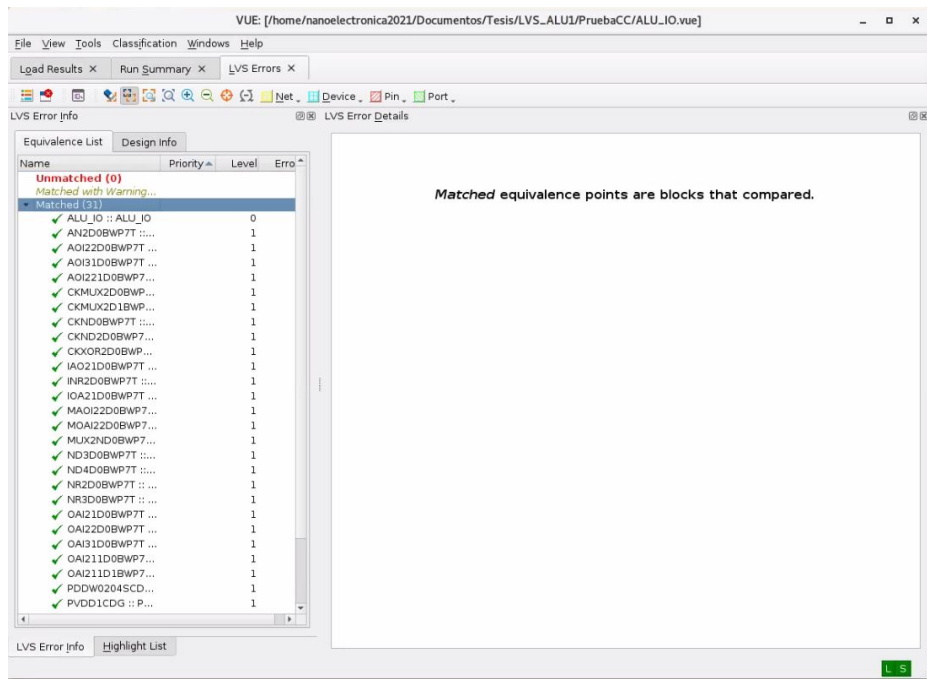 VUE: [/home/nanoelectronica2021/Documentos/Tesis/LVS_ALU1/PruebaCC/ALU_IO.vue]
File View Tools Classification Windows Help
Load Results × Run Summary × LVS Errors ×
Net Device Pin Port
LVS Error Info
LVS Error Details
Equivalence List Design Info
Name Priority Level Erro
Unmatched (0)
Matched with Warning...
Matched (31)
ALU_IO :: ALU_IO 0
AN2D0BWP7T ::... 1
AOI22D0BWP7T ... 1
AOI31D0BWP7T ... 1
AOI221D0BWP7... 1
CKMUX2D0BWP... 1
CKMUX2D1BWP... 1
CKND0BWP7T ::... 1
CKND2D0BWP7... 1
CKXOR2D0BWP... 1
IAO21D0BWP7T ... 1
INR2D0BWP7T ::... 1
IOA21D0BWP7T ... 1
MAOI22D0BWP7... 1
MOAI22D0BWP7... 1
MUX2ND0BWP7... 1
ND3D0BWP7T ::... 1
ND4D0BWP7T ::... 1
NR2D0BWP7T :: ... 1
NR3D0BWP7T :: ... 1
OAI21D0BWP7T ... 1
OAI22D0BWP7T ... 1
OAI31D0BWP7T ... 1
OAI211D0BWP7... 1
OAI211D1BWP7... 1
PDDW0204SCD... 1
PVDD1CDG :: P... 1
Matched equivalence points are blocks that compared.
LVS Error Info Highlight List
L S